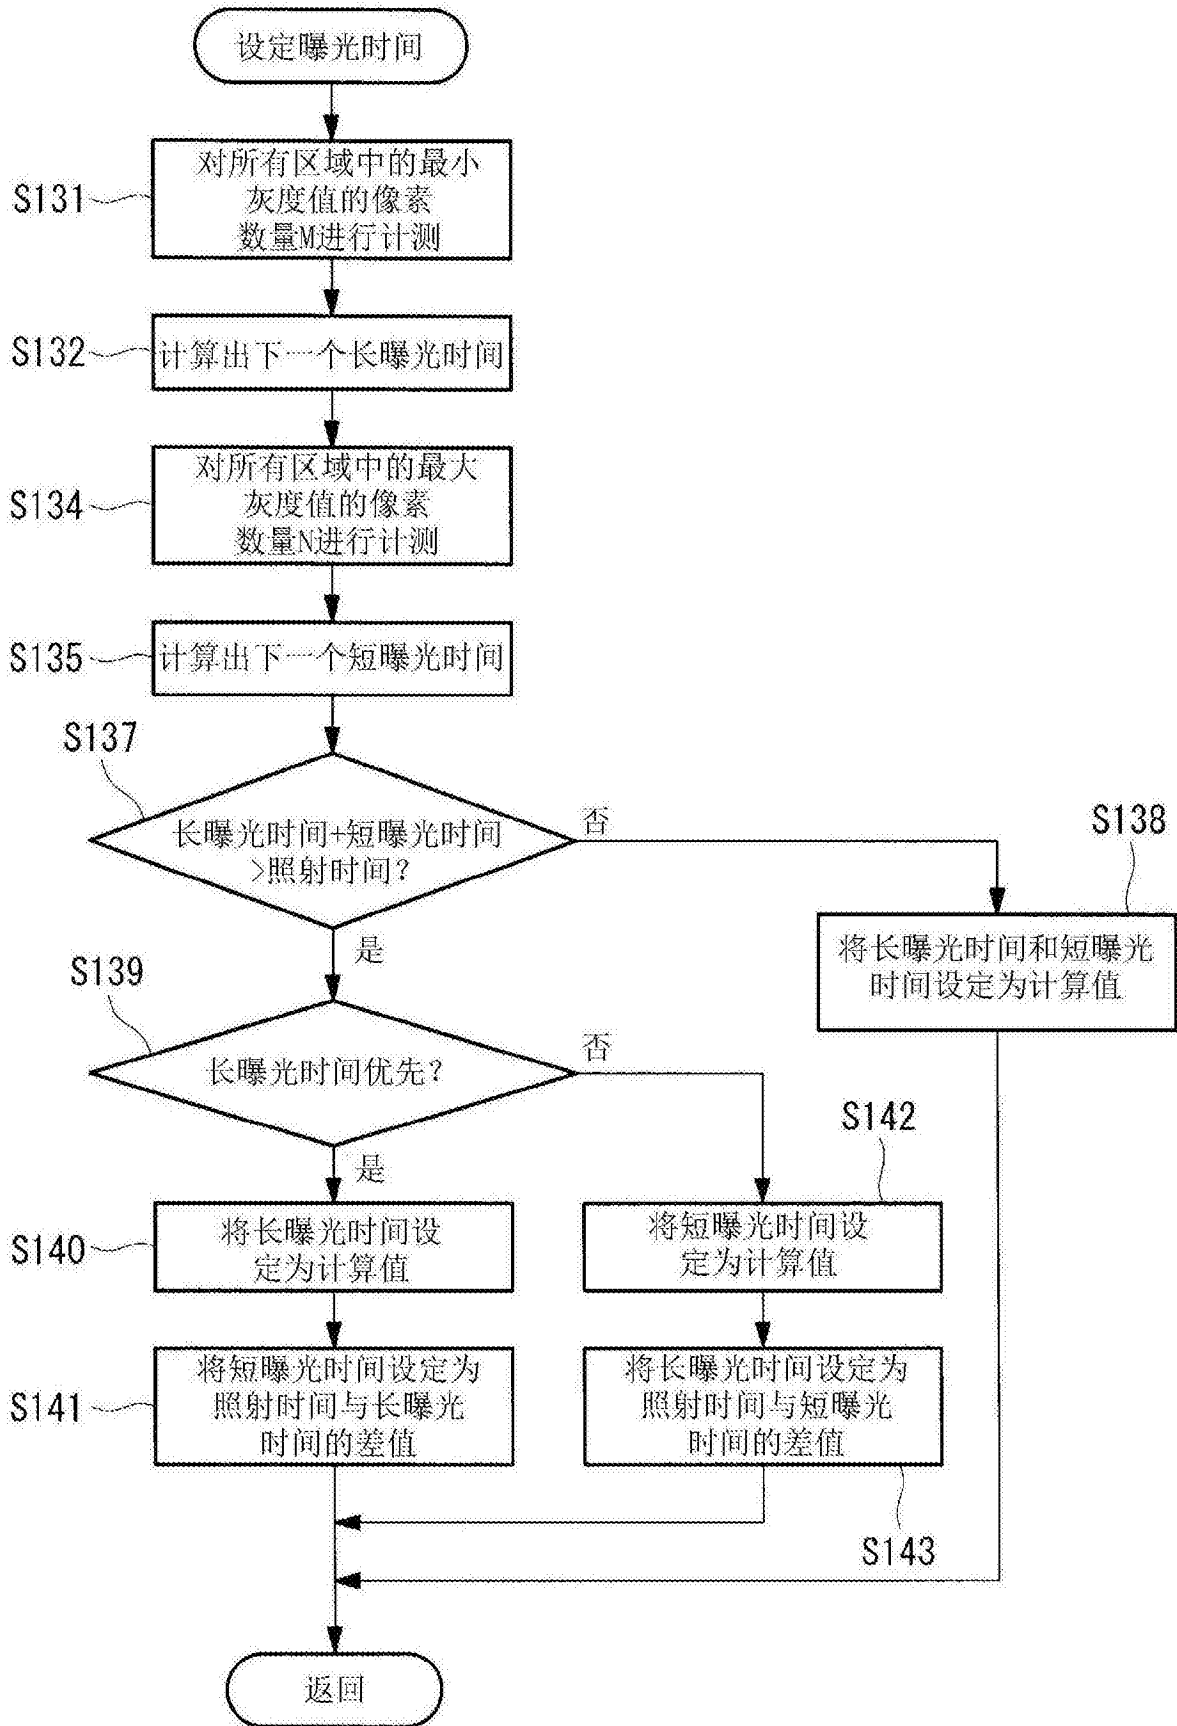 设定曝光时间
S131
对所有区域中的最小
灰度值的像素
数量M进行计测
S132
计算出下一个长曝光时间
S134
对所有区域中的最大
灰度值的像素
数量N进行计测
S135
计算出下一个短曝光时间
S137
长曝光时间+短曝光时间
>照射时间?
否
是
S138
将长曝光时间和短曝光
时间设定为计算值
S139
长曝光时间优先?
否
是
S140
将长曝光时间设
定为计算值
S142
将短曝光时间设
定为计算值
S141
将短曝光时间设定为
照射时间与长曝光
时间的差值
将长曝光时间设定为
照射时间与短曝光
时间的差值
S143
返回